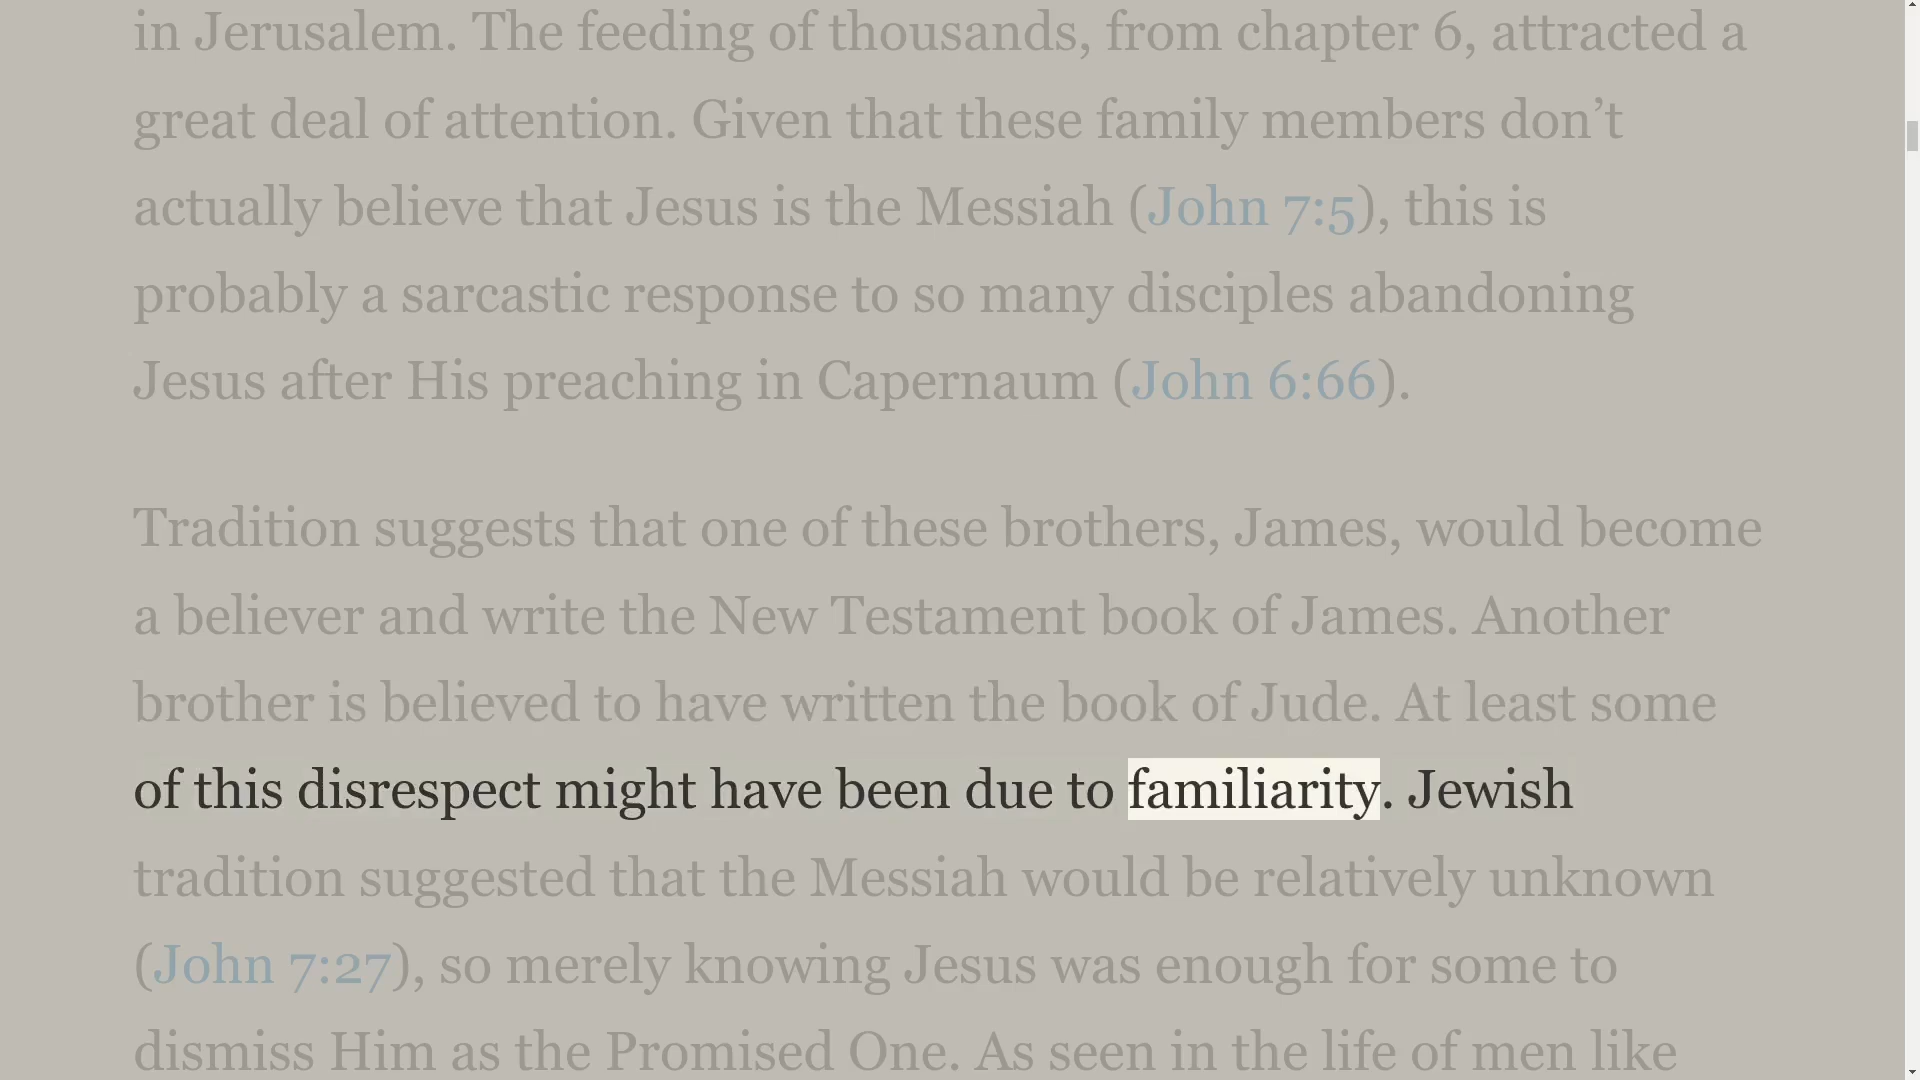 in Jerusalem. The feeding of thousands, from chapter 6, attracted a
great deal of attention. Given that these family members don’t
actually believe that Jesus is the Messiah (John 7:5), this is
probably a sarcastic response to so many disciples abandoning
Jesus after His preaching in Capernaum (John 6:66).
Tradition suggests that one of these brothers, James, would become
a believer and write the New Testament book of James. Another
brother is believed to have written the book of Jude. At least some
of this disrespect might have been due to familiarity. Jewish
tradition suggested that the Messiah would be relatively unknown
(John 7:27), so merely knowing Jesus was enough for some to
dismiss Him as the Promised One. As seen in the life of men like